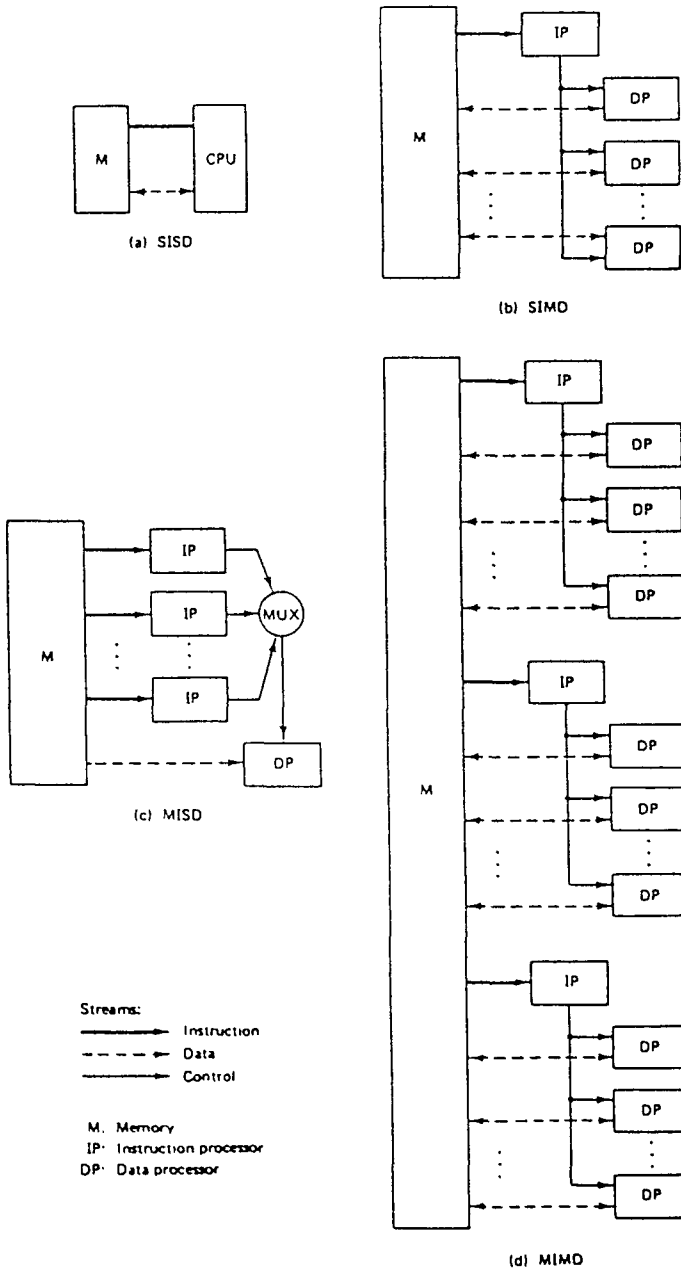 M
CPU
(a) SISD
M
IP
DP
DP
DP
(b) SIMD
M
IP
IP
IP
MUX
DP
(c) MISD
M
IP
DP
DP
DP
IP
DP
DP
DP
IP
DP
DP
DP
(d) MIMD
Streams:
Instruction
Data
Control
M. Memory
IP· Instruction processor
DP· Data processor